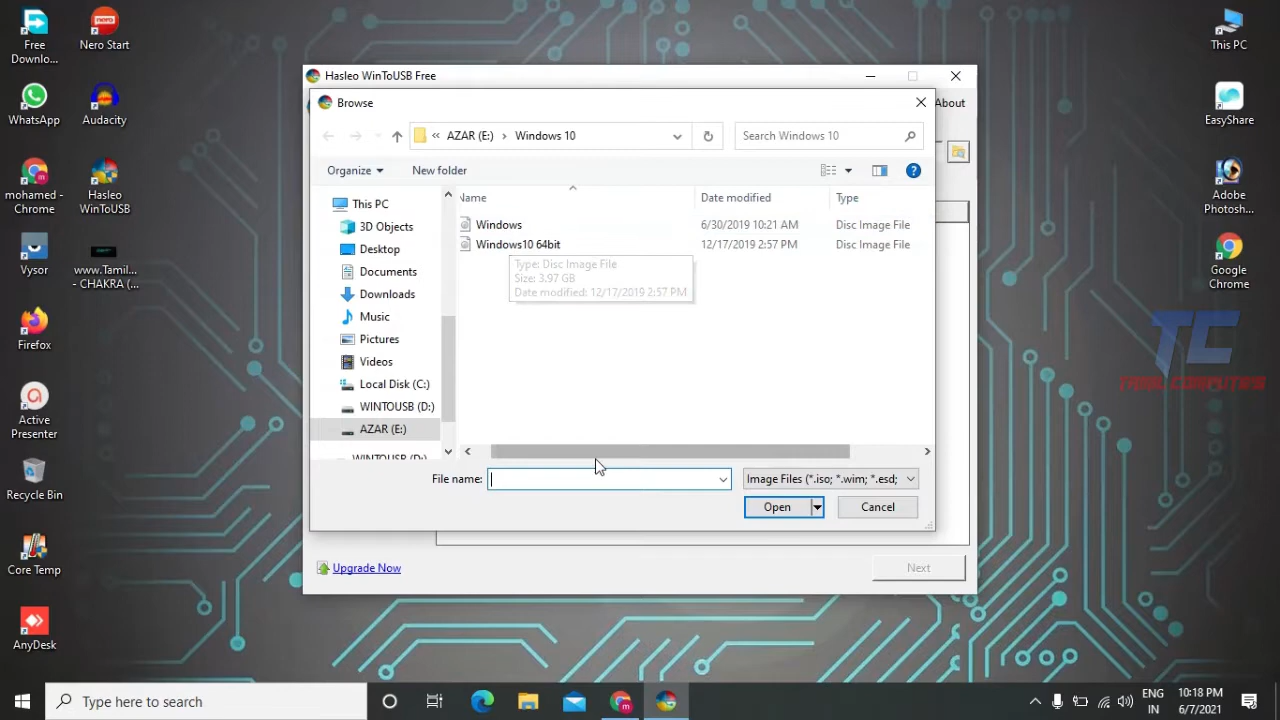 Free
Downlo...
Nero Start
WhatsApp
Audacity
mohamed -
Chrome
Hasleo
WinToUSB
Vysor
www.Tamil...
- CHAKRA (...
Firefox
Active
Presenter
Recycle Bin
Core Temp
AnyDesk
This PC
EasyShare
Adobe
Photosh...
Google
Chrome
TC
TAMIL COMPUTER
Hasleo WinToUSB Free
About
Browse
« AZAR (E:) › Windows 10
Search Windows 10
Organize
New folder
Name
Date modified
Type
Windows 6/30/2019 10:21 AM Disc Image File
Windows10 64bit 12/17/2019 2:57 PM Disc Image File
Type: Disc Image File
Size: 3.97 GB
Date modified: 12/17/2019 2:57 PM
This PC
3D Objects
Desktop
Documents
Downloads
Music
Pictures
Videos
Local Disk (C:)
WINTOUSB (D:)
AZAR (E:)
WINTOUSB (D:)
File name:
Image Files (*.iso; *.wim; *.esd;
Open
Cancel
Upgrade Now
Next
Type here to search
ENG
IN
10:18 PM
6/7/2021